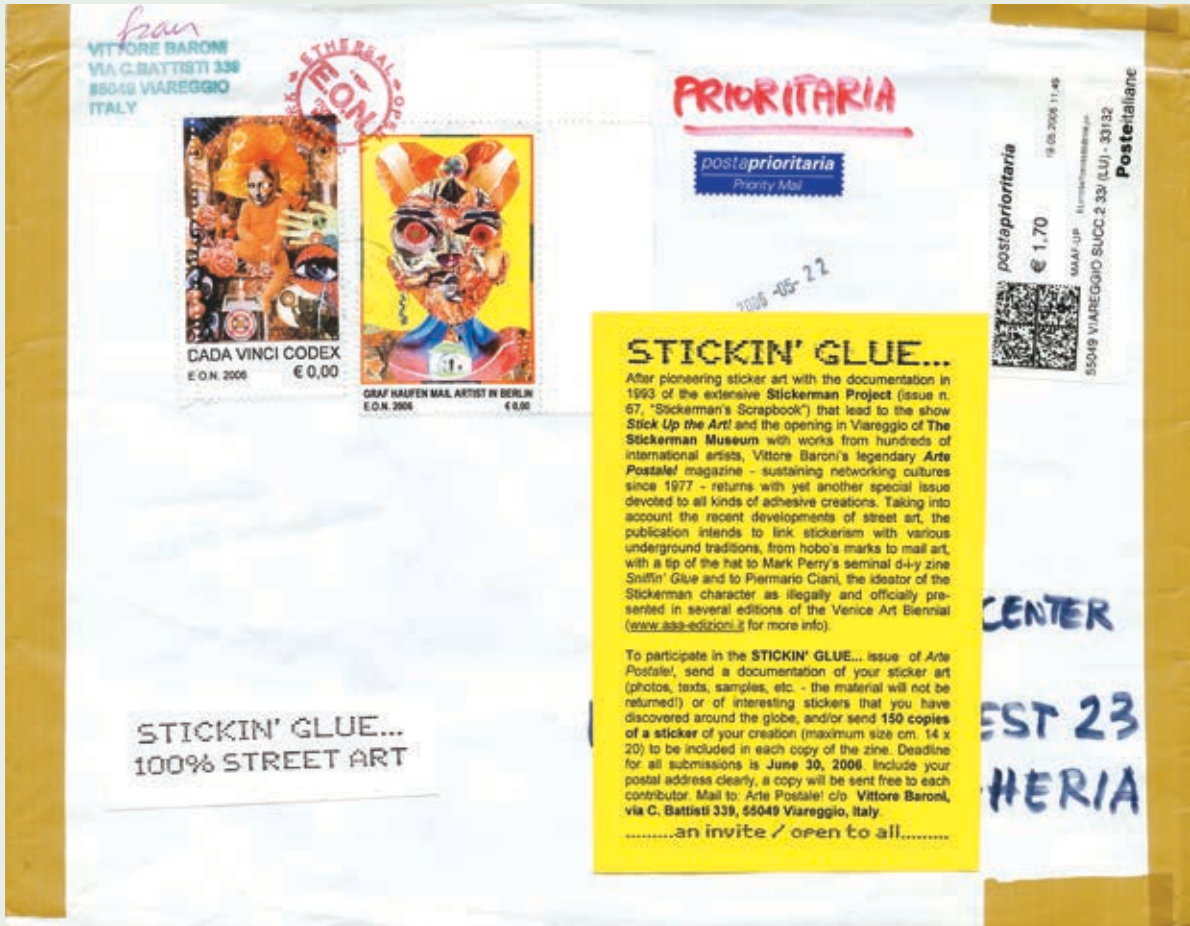 fran
VITTORE BARONI
VIA C.BATTISTI 339
55049 VIAREGGIO
ITALY
ETHEREAL OPE
E.O.N.
DADA VINCI CODEX
E.O.N. 2006 € 0,00
GRAF HAUFEN MAIL ARTIST IN BERLIN
E.O.N. 2006 € 0,00
PRIORITARIA
postaprioritaria
Priority Mail
2006 -05- 22
postaprioritaria
€ 1,70
19.05.2006 11.49
MAAF-UP
55049 VIAREGGIO SUCC.2 33/ (LU) - 33132
Posteitaliane
STICKIN' GLUE...
After pioneering sticker art with the documentation in
1993 of the extensive Stickerman Project (issue n.
67, "Stickerman's Scrapbook") that lead to the show
Stick Up the Art! and the opening in Viareggio of The
Stickerman Museum with works from hundreds of
international artists, Vittore Baroni's legendary Arte
Postale! magazine - sustaining networking cultures
since 1977 - returns with yet another special issue
devoted to all kinds of adhesive creations. Taking into
account the recent developments of street art, the
publication intends to link stickerism with various
underground traditions, from hobo's marks to mail art,
with a tip of the hat to Mark Perry's seminal d-i-y zine
Sniffin' Glue and to Piermario Ciani, the ideator of the
Stickerman character as illegally and officially pre-
sented in several editions of the Venice Art Biennial
(www.aaa-edizioni.it for more info).
To participate in the STICKIN' GLUE... issue of Arte
Postale!, send a documentation of your sticker art
(photos, texts, samples, etc. - the material will not be
returned!) or of interesting stickers that you have
discovered around the globe, and/or send 150 copies
of a sticker of your creation (maximum size cm. 14 x
20) to be included in each copy of the zine. Deadline
for all submissions is June 30, 2006. Include your
postal address clearly, a copy will be sent free to each
contributor. Mail to: Arte Postale! c/o Vittore Baroni,
via C. Battisti 339, 55049 Viareggio, Italy.
.........an invite / open to all.........
CENTER
EST 23
HERIA
STICKIN' GLUE...
100% STREET ART